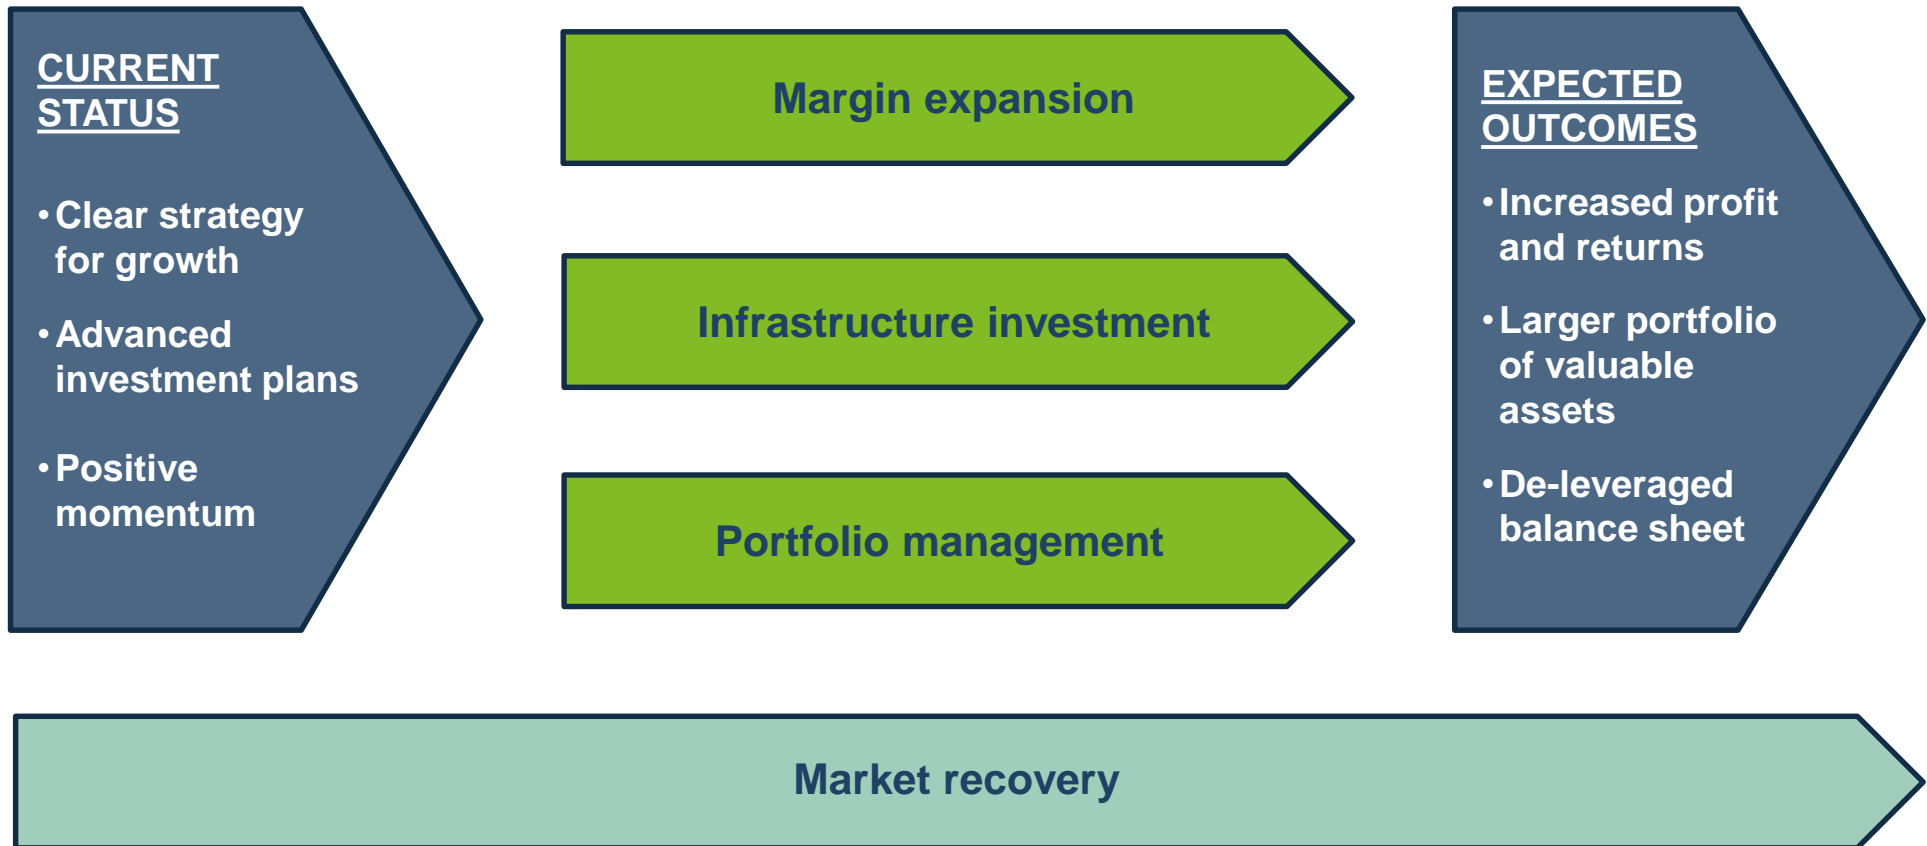 CURRENT
STATUS
• Clear strategy
for growth
• Advanced
investment plans
• Positive
momentum
Margin expansion
Infrastructure investment
Portfolio management
EXPECTED
OUTCOMES
• Increased profit
and returns
• Larger portfolio
of valuable
assets
• De-leveraged
balance sheet
Market recovery